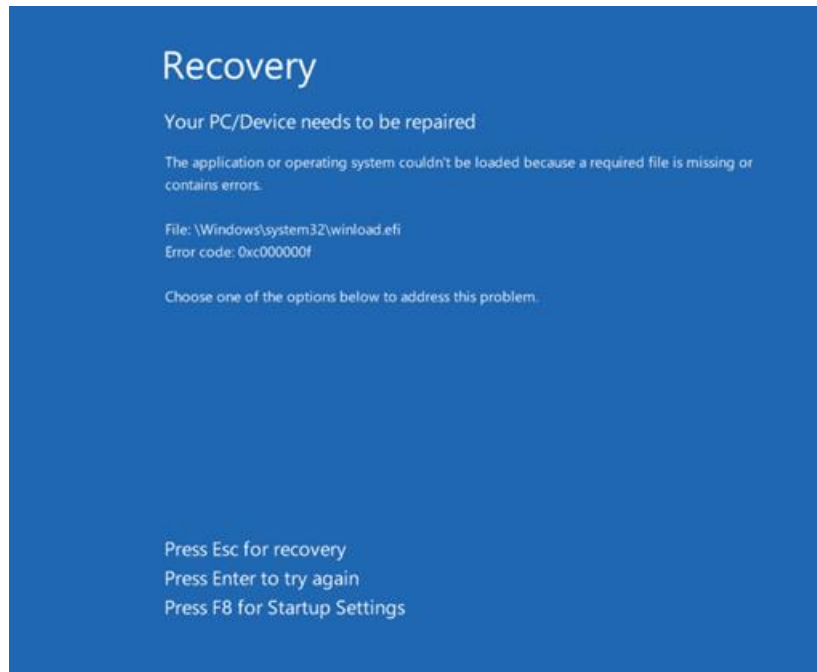 Recovery
Your PC/Device needs to be repaired
The application or operating system couldn't be loaded because a required file is missing or
contains errors.
File: \Windows\system32\winload.efi
Error code: 0xc000000f
Choose one of the options below to address this problem.
Press Esc for recovery
Press Enter to try again
Press F8 for Startup Settings